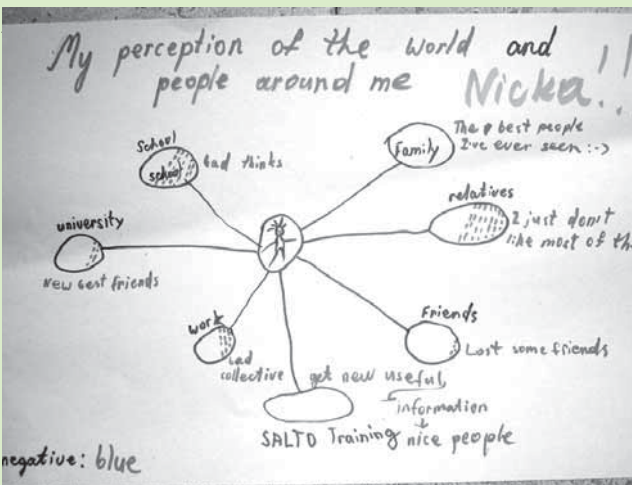 My perception of the world and
people around me Nicka!!
School
school
bad thinks
Family
The best people
I've ever seen :->
relatives
I just don't
like most of th
university
New best friends
work
bad
collective
Friends
Lost some friends
get new useful,
information
nice people
SALTO Training
negative: blue